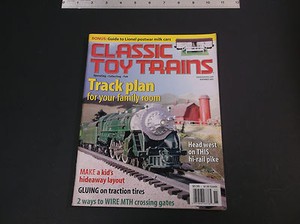 BONUS: Guide to Lionel postwar milk cars
CLASSIC
TOY TRAINS
Track plan
for your family room
Head west
on THIS
hi-rail pike
MAKE a kid's
hideaway layout
GLUING on traction tires
2 ways to WIRE MTH crossing gates